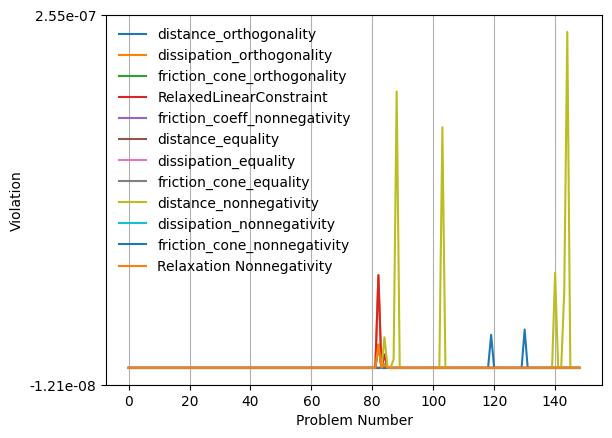 2.55e-07
distance_orthogonality
dissipation_orthogonality
friction_cone_orthogonality
RelaxedLinearConstraint
friction_coeff_nonnegativity
distance_equality
dissipation_equality
friction_cone_equality
distance_nonnegativity
dissipation_nonnegativity
friction_cone_nonnegativity
Relaxation Nonnegativity
Violation
-1.21e-08
0 20 40 60 80 100 120 140
Problem Number